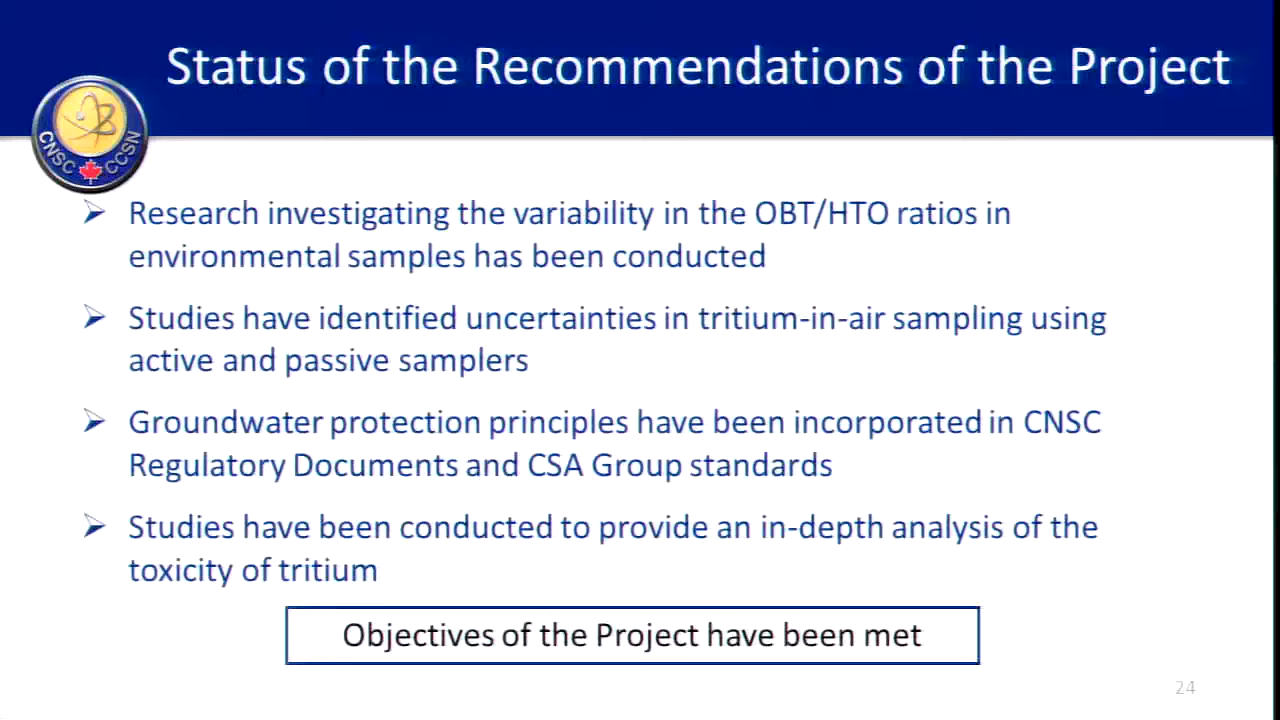 Status of the Recommendations of the Project
CNSC CCSN
➢ Research investigating the variability in the OBT/HTO ratios in
environmental samples has been conducted
➢ Studies have identified uncertainties in tritium-in-air sampling using
active and passive samplers
➢ Groundwater protection principles have been incorporated in CNSC
Regulatory Documents and CSA Group standards
➢ Studies have been conducted to provide an in-depth analysis of the
toxicity of tritium
Objectives of the Project have been met
24